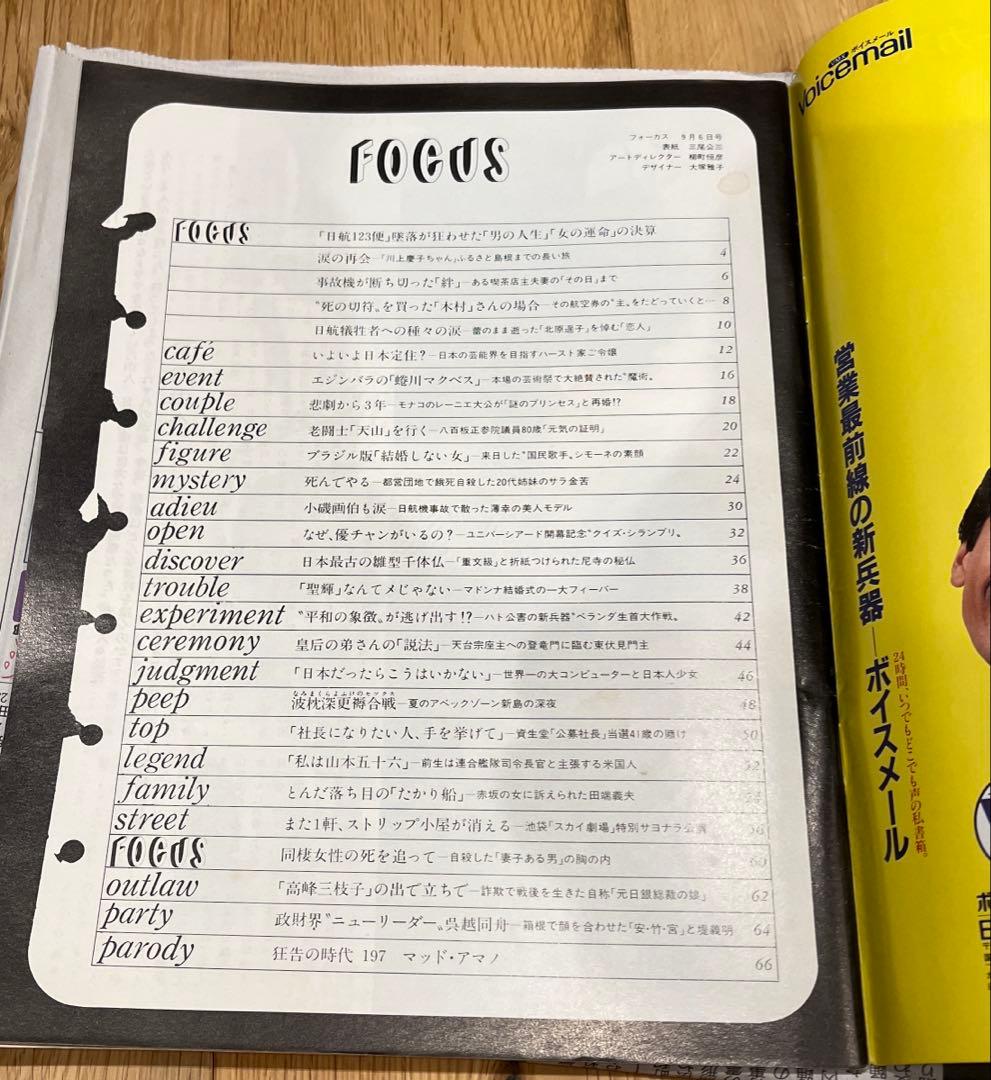 FOCUS
フォーカス 9月6日号
表紙 三尾公三
アートディレクター 柳町恒彦
デザイナー 大塚雅子
FOCUS 「日航123便」墜落が狂わせた「男の人生」「女の運命」の決算
涙の再会―「川上慶子ちゃん」ふるさと島根までの長い旅 4
事故機が断ち切った「絆」―ある喫茶店主夫妻の「その日」まで 6
〝死の切符〟を買った「木村」さんの場合―その航空券の〝主〟をたどっていくと… 8
日航犠牲者への種々の涙―蕾のまま逝った「北原遥子」を悼む「恋人」 10
café いよいよ日本定住?―日本の芸能界を目指すハースト家ご令嬢 12
event エジンバラの「蜷川マクベス」―本場の芸術祭で大絶賛された〝魔術〟 16
couple 悲劇から3年―モナコのレーニエ大公が「謎のプリンセス」と再婚!? 18
challenge 老闘士「天山」を行く―八百板正参院議員80歳「元気の証明」 20
figure ブラジル版「結婚しない女」―来日した〝国民歌手〟シモーネの素顔 22
mystery 死んでやる―都営団地で餓死自殺した20代姉妹のサラ金苦 24
adieu 小磯画伯も涙―日航機事故で散った薄幸の美人モデル 30
open なぜ、優チャンがいるの?―ユニバーシアード開幕記念〝クイズ・シランプリ〟 32
discover 日本最古の雛型千体仏―「重文級」と折紙つけられた尼寺の秘仏 36
trouble 「聖輝」なんてメじゃない―マドンナ結婚式の一大フィーバー 38
experiment 〝平和の象徴〟が逃げ出す!?―ハト公害の新兵器〝ベランダ生首大作戦〟 42
ceremony 皇后の弟さんの「説法」―天台宗座主への登竜門に臨む東伏見門主 44
judgment 「日本だったらこうはいかない」―世界一の大コンピューターと日本人少女 46
peep 波枕深更褥合戦―夏のアベックゾーン新島の深夜 48
top 「社長になりたい人、手を挙げて」―資生堂「公募社長」当選41歳の賭け 50
legend 「私は山本五十六」―前生は連合艦隊司令長官と主張する米国人 52
family とんだ落ち目の「たかり船」―赤坂の女に訴えられた田端義夫
street また1軒、ストリップ小屋が消える―池袋「スカイ劇場」特別サヨナラ公演 56
FOCUS 同棲女性の死を追って―自殺した「妻子ある男」の胸の内 60
outlaw 「高峰三枝子」の出で立ちで―詐欺で戦後を生きた自称「元日銀総裁の娘」 62
party 政財界〝ニューリーダー〟呉越同舟―箱根で顔を合わせた「安・竹・宮」と堤義明 64
parody 狂告の時代 197 マッド・アマノ 66
ボイスメール
Voicemail
営業最前線の新兵器―ボイスメール
24時間、いつでもどこでも声の私書箱。